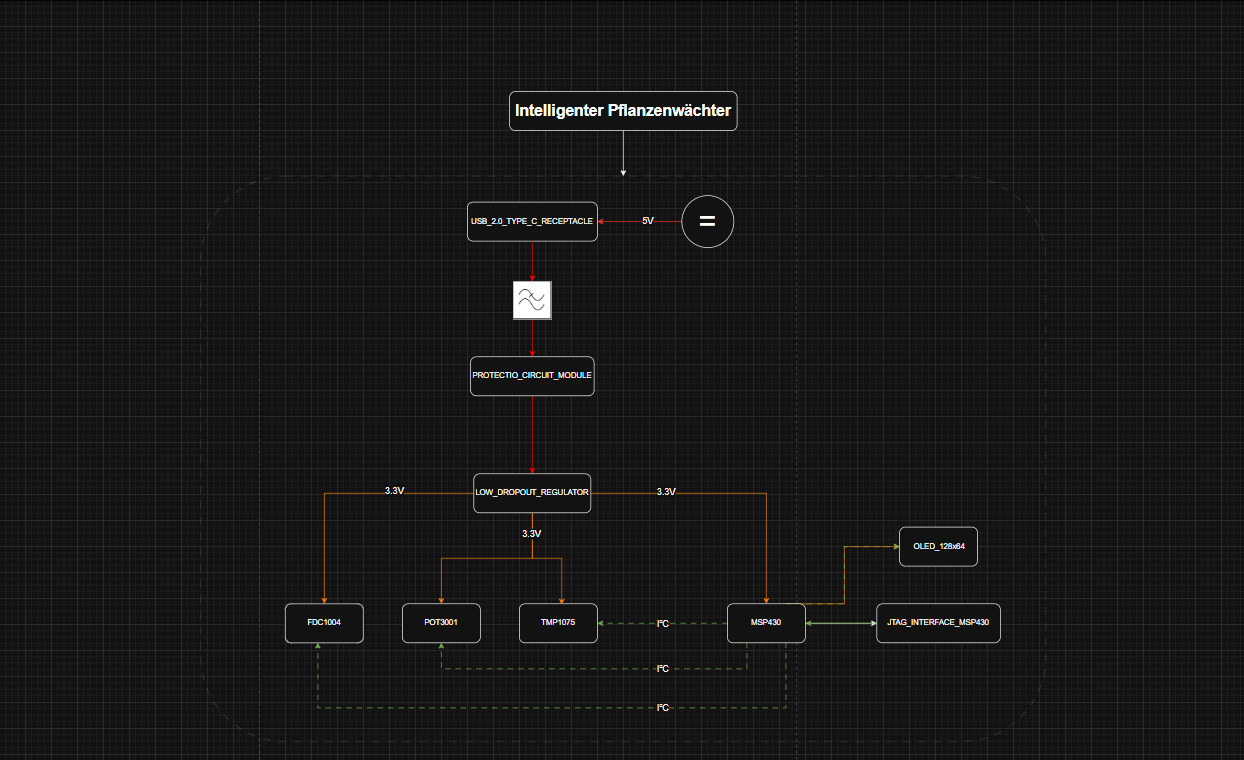 Intelligenter Pflanzenwächter
USB_2.0_TYPE_C_RECEPTACLE
5V
=
PROTECTIO_CIRCUIT_MODULE
LOW_DROPOUT_REGULATOR
3.3V
3.3V
3.3V
OLED_128x64
FDC1004
POT3001
TMP1075
I²C
MSP430
JTAG_INTERFACE_MSP430
I²C
I²C